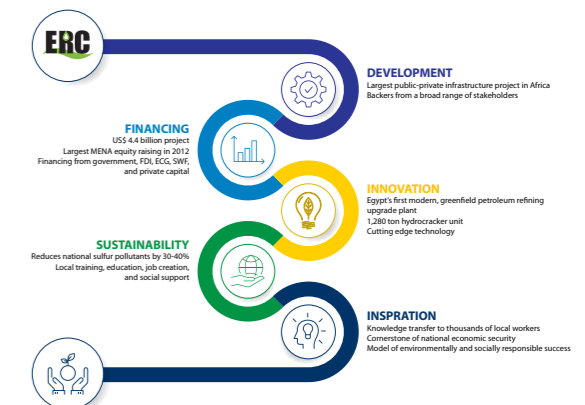 ERC
DEVELOPMENT
Largest public-private infrastructure project in Africa
Backers from a broad range of stakeholders
FINANCING
US$ 4.4 billion project
Largest MENA equity raising in 2012
Financing from government, FDI, ECG, SWF,
and private capital
INNOVATION
Egypt's first modern, greenfield petroleum refining
upgrade plant
1,280 ton hydrocracker unit
Cutting edge technology
SUSTAINABILITY
Reduces national sulfur pollutants by 30-40%
Local training, education, job creation,
and social support
INSPRATION
Knowledge transfer to thousands of local workers
Cornerstone of national economic security
Model of environmentally and socially responsible success